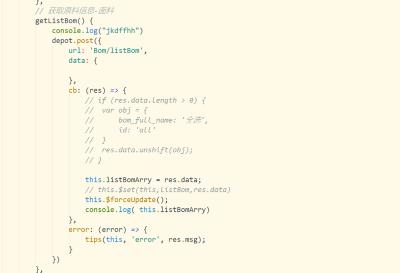 },
// 获取原料信息-面料
getListBom() {
console.log("jkdffhh")
depot.post({
url: 'Bom/listBom',
data: {
},
cb: (res) => {
// if (res.data.length > 0) {
// var obj = {
// bom_full_name: '全部',
// id: 'all'
// }
// res.data.unshift(obj);
// }
this.listBomArry = res.data;
// this.$set(this,listBom,res.data)
this.$forceUpdate();
console.log( this.listBomArry)
},
error: (error) => {
tips(this, 'error', res.msg);
}
})
},